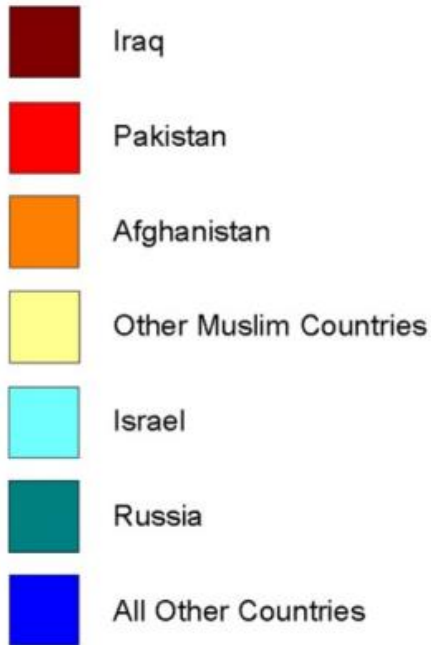 Iraq
Pakistan
Afghanistan
Other Muslim Countries
Israel
Russia
All Other Countries